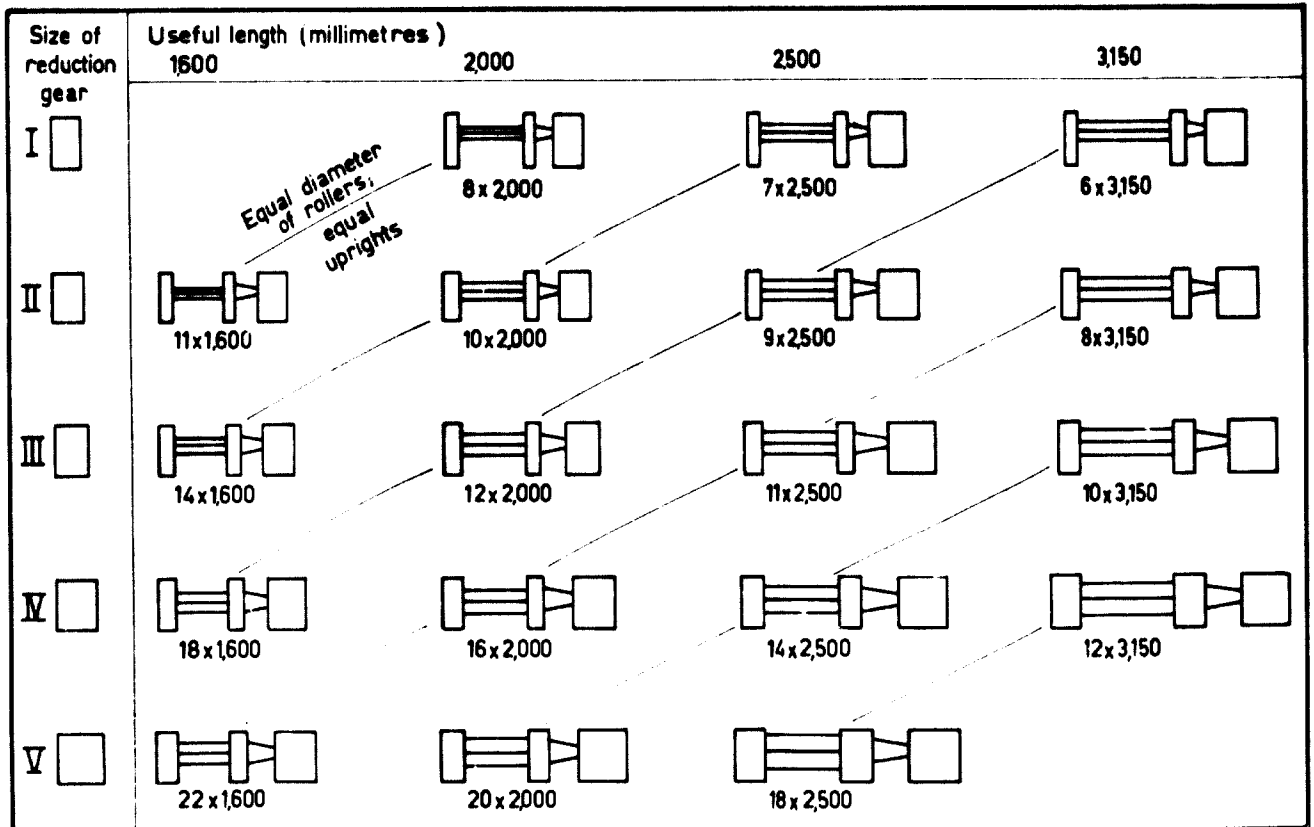 Size of
reduction
gear
Useful length (millimetres)
1,600 2,000 2,500 3,150
I
8 x 2,000 7 x 2,500 6 x 3,150
Equal diameter
of rollers;
equal
uprights
II
11 x 1,600 10 x 2,000 9 x 2,500 8 x 3,150
III
14 x 1,600 12 x 2,000 11 x 2,500 10 x 3,150
IV
18 x 1,600 16 x 2,000 14 x 2,500 12 x 3,150
V
22 x 1,600 20 x 2,000 18 x 2,500